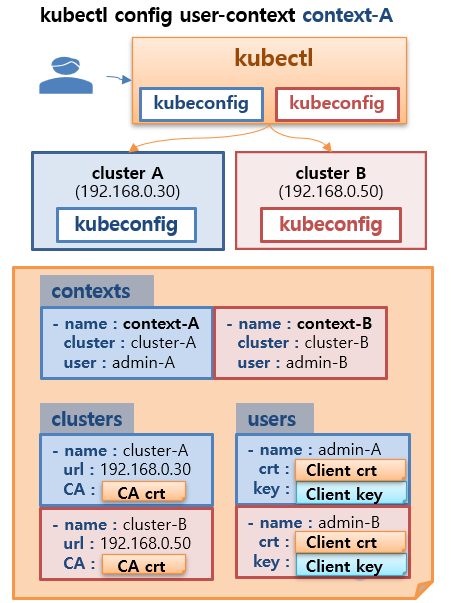 kubectl config user-context context-A
kubectl
kubeconfig kubeconfig
cluster A
(192.168.0.30)
kubeconfig
cluster B
(192.168.0.50)
kubeconfig
contexts
- name : context-A
cluster : cluster-A
user : admin-A
- name : context-B
cluster : cluster-B
user : admin-B
clusters
- name : cluster-A
url : 192.168.0.30
CA : CA crt
- name : cluster-B
url : 192.168.0.50
CA : CA crt
users
- name : admin-A
crt : Client crt
key : Client key
- name : admin-B
crt : Client crt
key : Client key